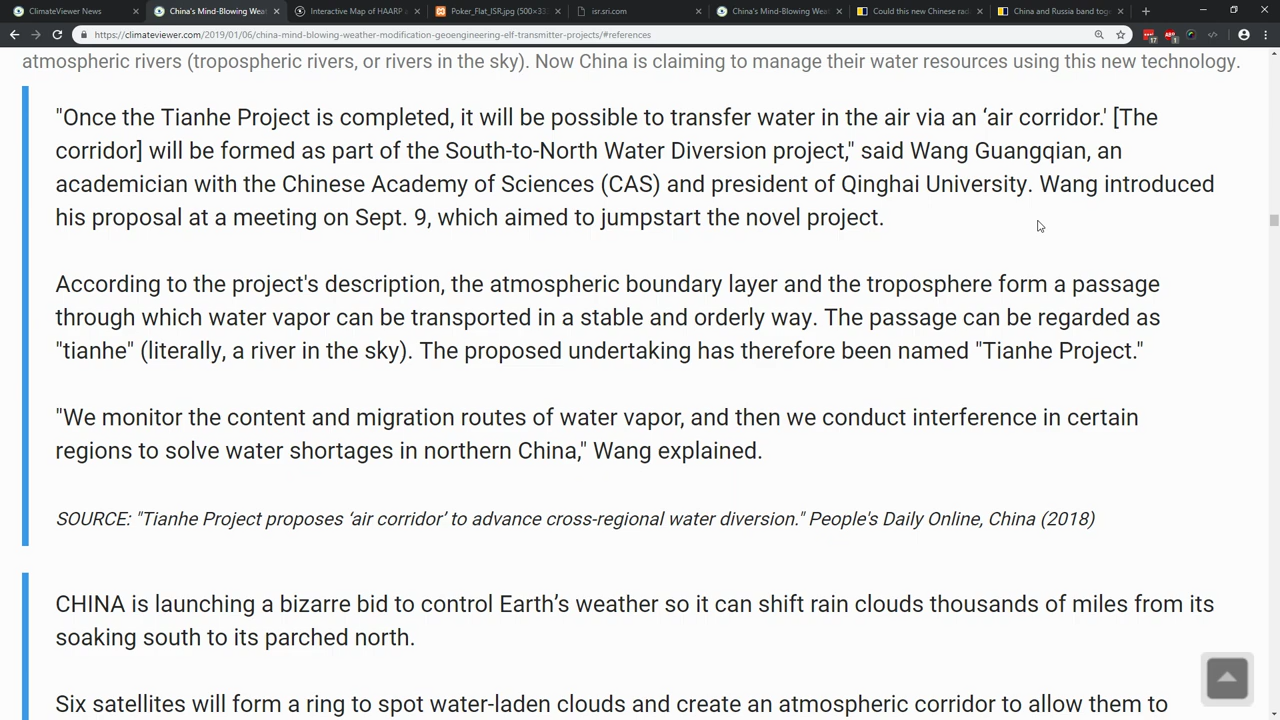 ClimateViewer News
China's Mind-Blowing Weat
Interactive Map of HAARP
Poker_Flat_ISR.jpg (500×33
isr.sri.com
China's Mind-Blowing Weat
Could this new Chinese rad
China and Russia band tog
https://climateviewer.com/2019/01/06/china-mind-blowing-weather-modification-geoengineering-elf-transmitter-projects/#references
atmospheric rivers (tropospheric rivers, or rivers in the sky). Now China is claiming to manage their water resources using this new technology.
"Once the Tianhe Project is completed, it will be possible to transfer water in the air via an ‘air corridor.' [The
corridor] will be formed as part of the South-to-North Water Diversion project," said Wang Guangqian, an
academician with the Chinese Academy of Sciences (CAS) and president of Qinghai University. Wang introduced
his proposal at a meeting on Sept. 9, which aimed to jumpstart the novel project.
According to the project's description, the atmospheric boundary layer and the troposphere form a passage
through which water vapor can be transported in a stable and orderly way. The passage can be regarded as
"tianhe" (literally, a river in the sky). The proposed undertaking has therefore been named "Tianhe Project."
"We monitor the content and migration routes of water vapor, and then we conduct interference in certain
regions to solve water shortages in northern China," Wang explained.
SOURCE: "Tianhe Project proposes ‘air corridor’ to advance cross-regional water diversion." People's Daily Online, China (2018)
CHINA is launching a bizarre bid to control Earth’s weather so it can shift rain clouds thousands of miles from its
soaking south to its parched north.
Six satellites will form a ring to spot water-laden clouds and create an atmospheric corridor to allow them to